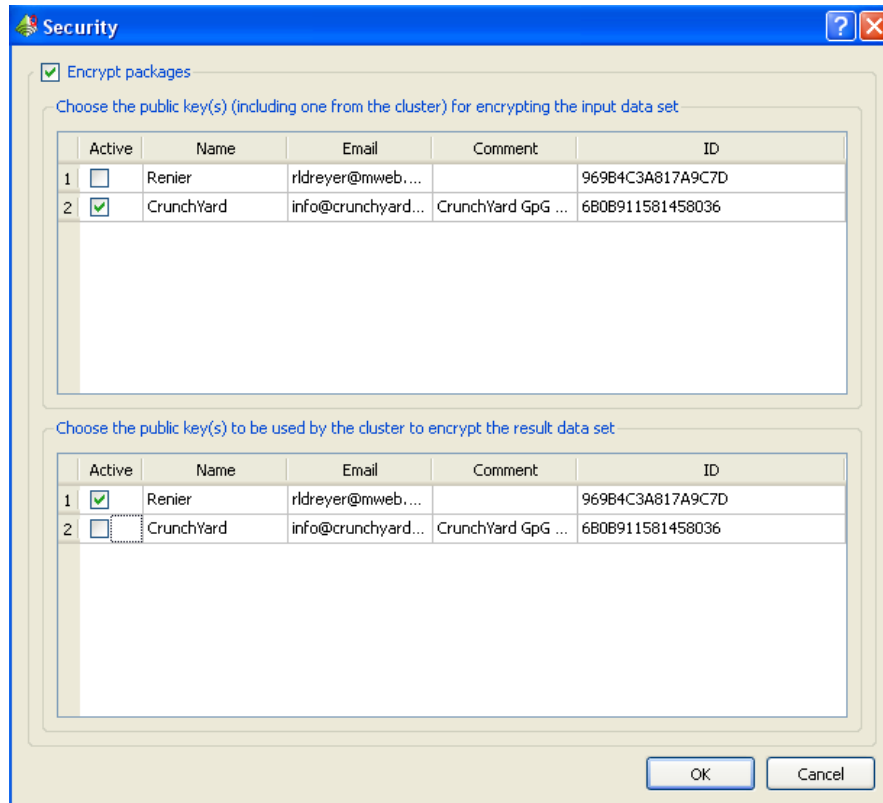 Security
Encrypt packages
Choose the public key(s) (including one from the cluster) for encrypting the input data set
Active Name Email Comment ID
1 Renier rldreyer@mweb.... 969B4C3A817A9C7D
2 CrunchYard info@crunchyard... CrunchYard GpG ... 6B0B911581458036
Choose the public key(s) to be used by the cluster to encrypt the result data set
Active Name Email Comment ID
1 Renier rldreyer@mweb.... 969B4C3A817A9C7D
2 CrunchYard info@crunchyard... CrunchYard GpG ... 6B0B911581458036
OK Cancel